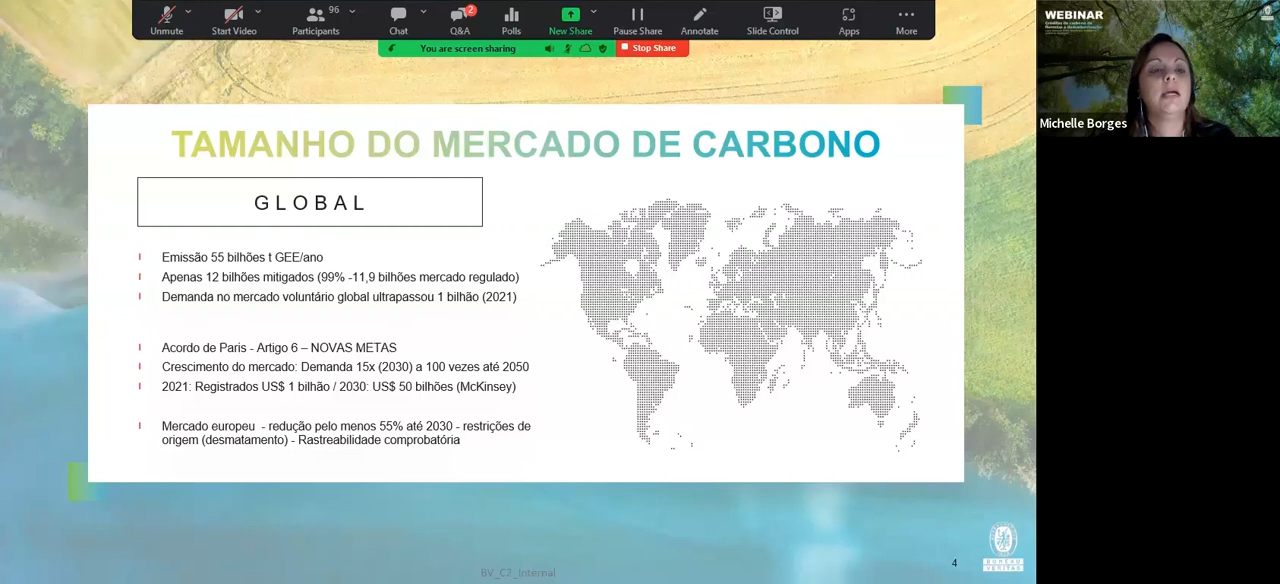 96
2
Unmute
Start Video
Participants
Chat
Q&A
Polls
New Share
Pause Share
Annotate
Slide Control
Apps
More
You are screen sharing
Stop Share
WEBINAR
Michelle Borges
TAMANHO DO MERCADO DE CARBONO
GLOBAL
Emissão 55 bilhões t GEE/ano
Apenas 12 bilhões mitigados (99% -11,9 bilhões mercado regulado)
Demanda no mercado voluntário global ultrapassou 1 bilhão (2021)
Acordo de Paris - Artigo 6 – NOVAS METAS
Crescimento do mercado: Demanda 15x (2030) a 100 vezes até 2050
2021: Registrados US$ 1 bilhão / 2030: US$ 50 bilhões (McKinsey)
Mercado europeu - redução pelo menos 55% até 2030 - restrições de
origem (desmatamento) - Rastreabilidade comprobatória
4
BUREAU
VERITAS
BV_C2_Internal